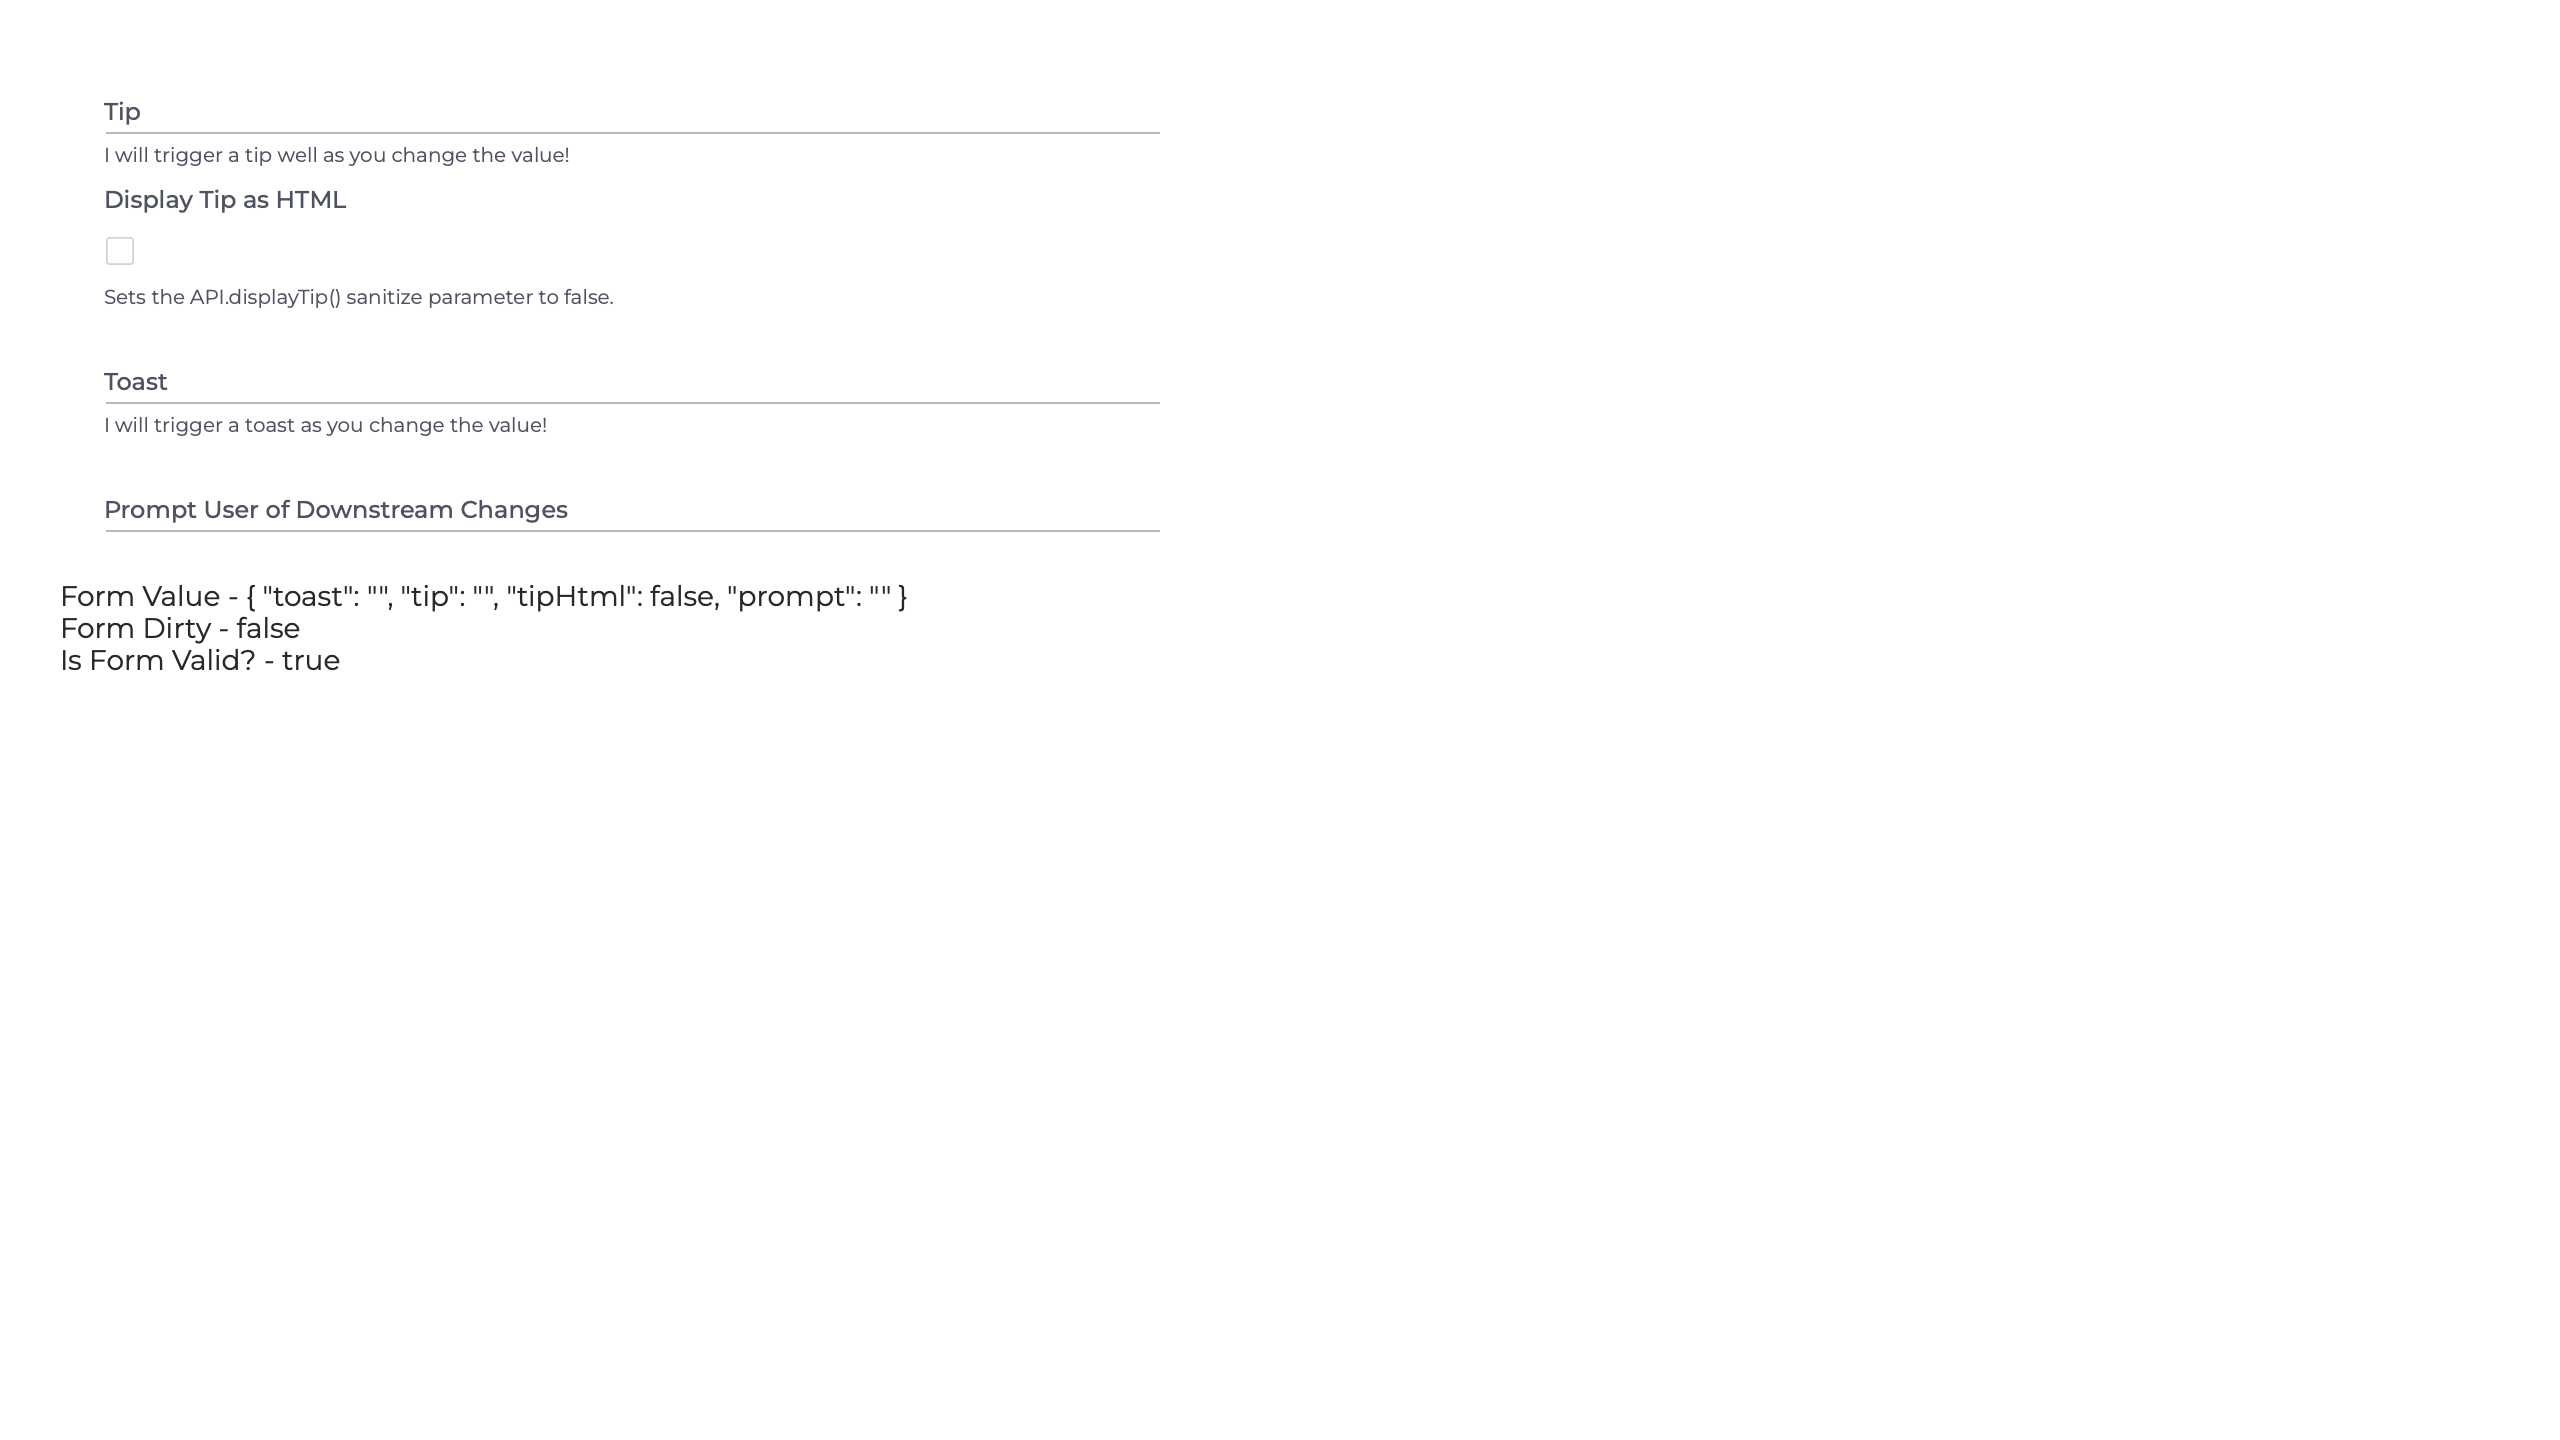 Tip
I will trigger a tip well as you change the value!
Display Tip as HTML
Sets the API.displayTip() sanitize parameter to false.
Toast
I will trigger a toast as you change the value!
Prompt User of Downstream Changes
Form Value - { "toast": "", "tip": "", "tipHtml": false, "prompt": "" }
Form Dirty - false
Is Form Valid? - true